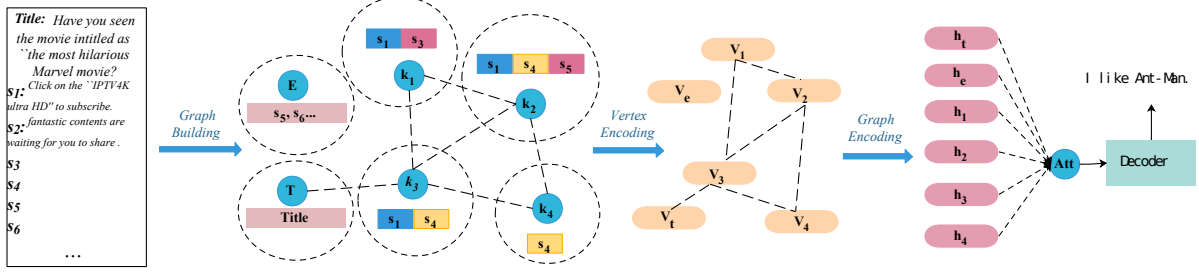 Title: Have you seen
the movie intitled as
``the most hilarious
Marvel movie?
s1: Click on the ``IPTV4K
ultra HD" to subscribe.
s2: fantastic contents are
waiting for you to share .
s3
s4
s5
s6
...
Graph
Building
E
s5, s6...
T
Title
s1 s3
k1
s1 s4 s5
k2
k3
s1 s4
k4
s4
Vertex
Encoding
V1
Ve
V2
V3
Vt
V4
Graph
Encoding
ht
he
h1
h2
h3
h4
Att
I like Ant-Man.
Decoder